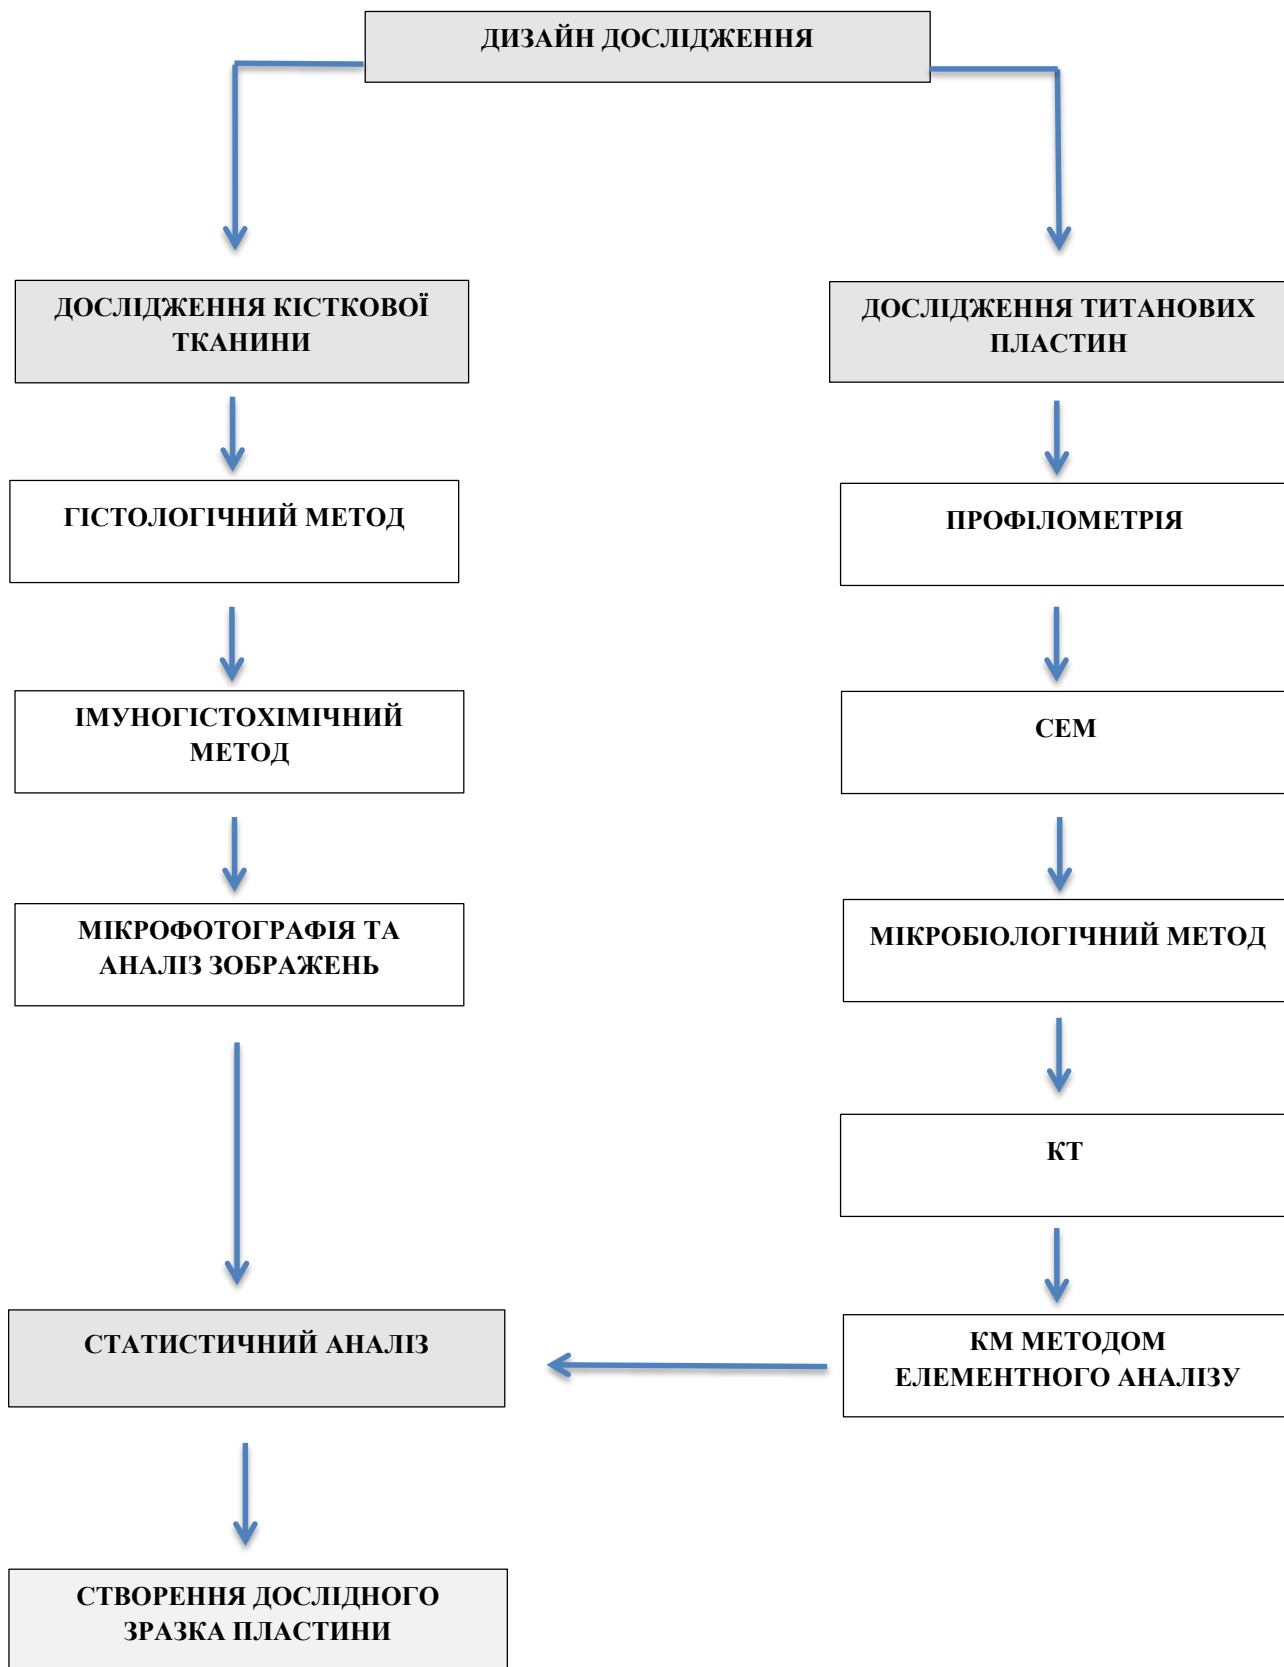 ДИЗАЙН ДОСЛІДЖЕННЯ
ДОСЛІДЖЕННЯ КІСТКОВОЇ
ТКАНИНИ
ДОСЛІДЖЕННЯ ТИТАНОВИХ
ПЛАСТИН
ГІСТОЛОГІЧНИЙ МЕТОД
ПРОФІЛОМЕТРІЯ
ІМУНОГІСТОХІМІЧНИЙ
МЕТОД
СЕМ
МІКРОФОТОГРАФІЯ ТА
АНАЛІЗ ЗОБРАЖЕНЬ
МІКРОБІОЛОГІЧНИЙ МЕТОД
КТ
СТАТИСТИЧНИЙ АНАЛІЗ
КМ МЕТОДОМ
ЕЛЕМЕНТНОГО АНАЛІЗУ
СТВОРЕННЯ ДОСЛІДНОГО
ЗРАЗКА ПЛАСТИНИ